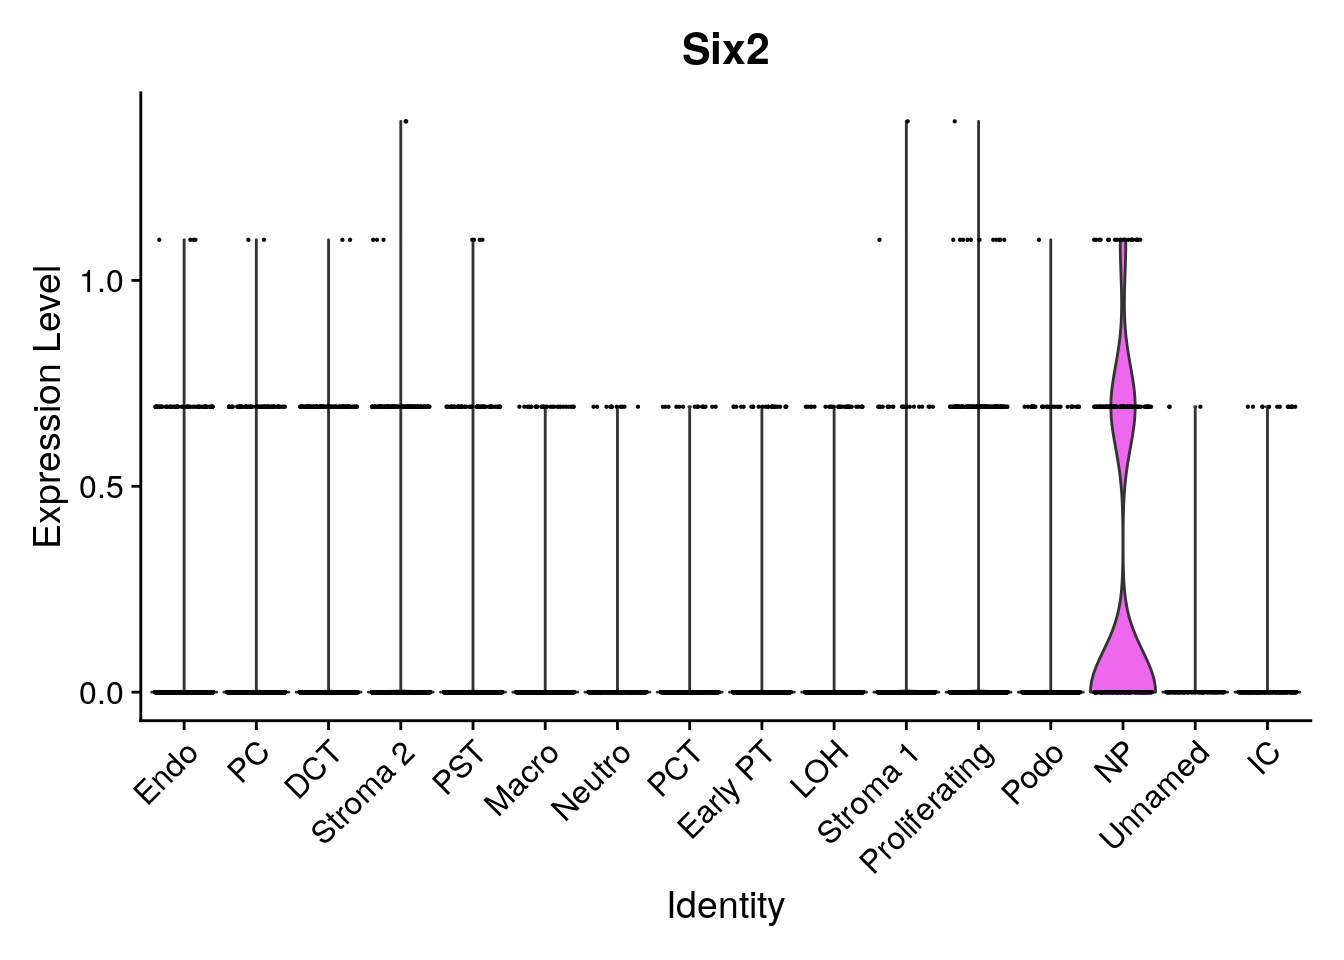 Six2
Expression Level
1.0
0.5
0.0
Endo
PC
DCT
Stroma 2
PST
Macro
Neutro
PCT
Early PT
LOH
Stroma 1
Proliferating
Podo
NP
Unnamed
IC
Identity